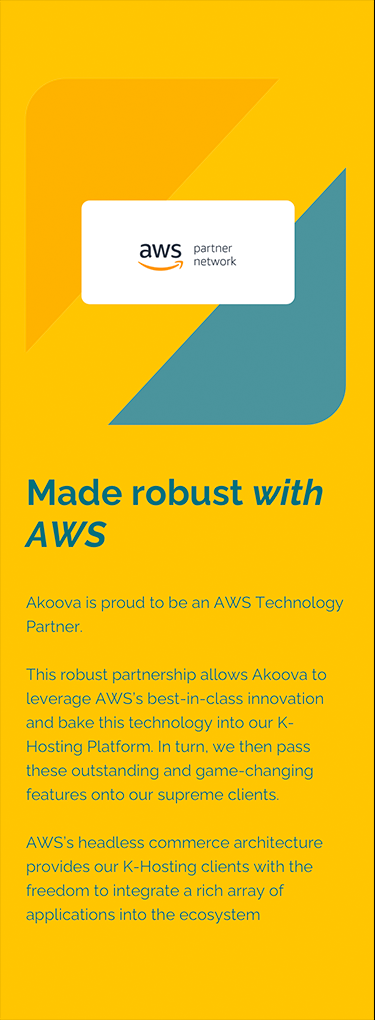 aws partner
network
Made robust with
AWS
Akoova is proud to be an AWS Technology
Partner.
This robust partnership allows Akoova to
leverage AWS's best-in-class innovation
and bake this technology into our K-
Hosting Platform. In turn, we then pass
these outstanding and game-changing
features onto our supreme clients.
AWS's headless commerce architecture
provides our K-Hosting clients with the
freedom to integrate a rich array of
applications into the ecosystem